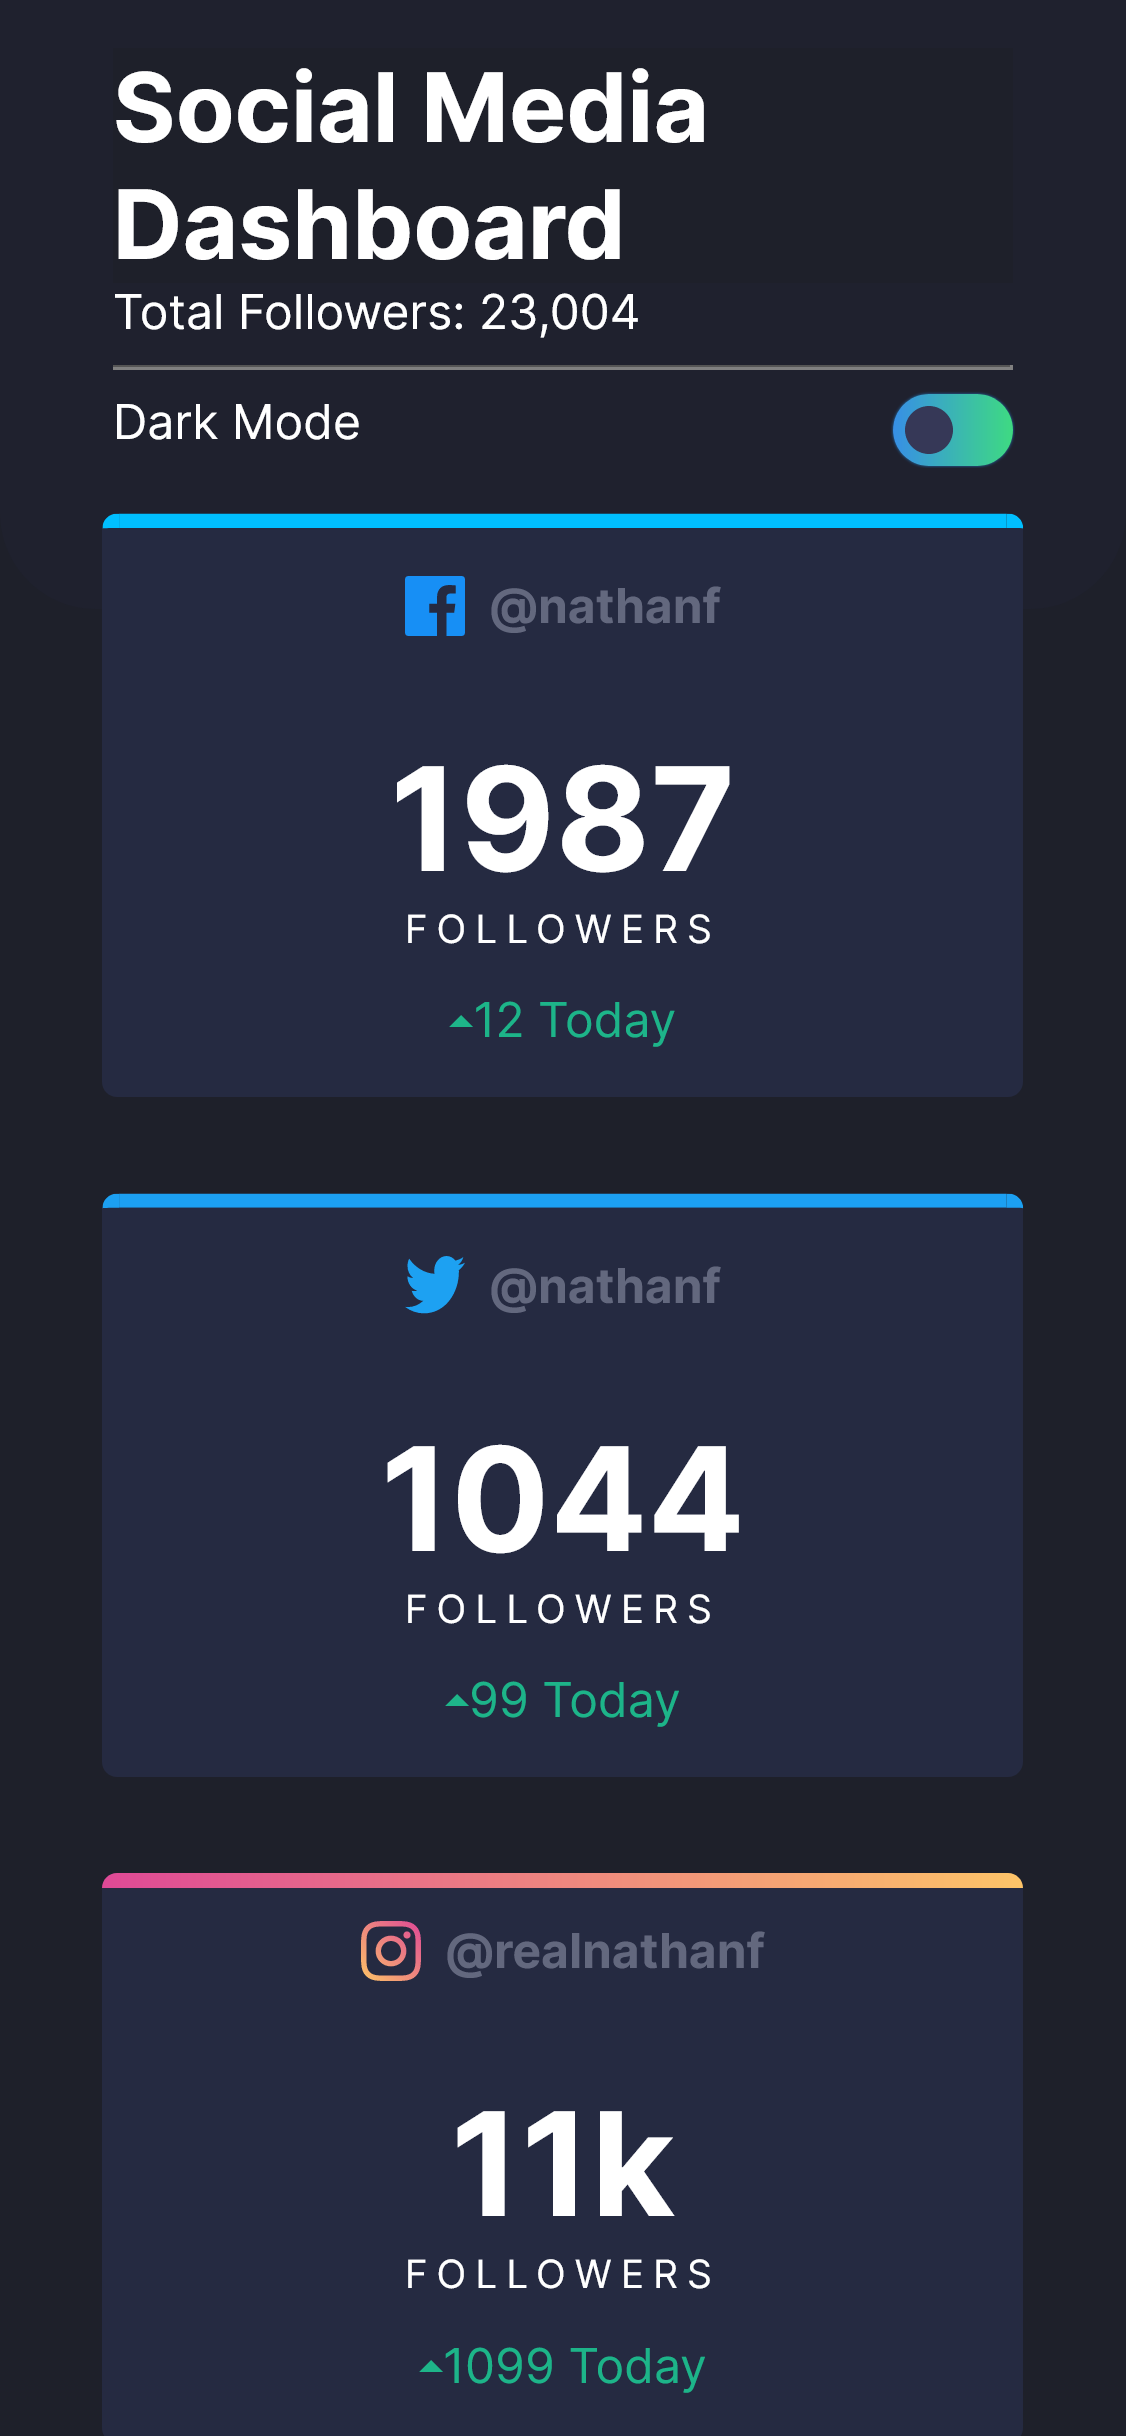 Social Media
Dashboard
Total Followers: 23,004
Dark Mode
@nathanf
1987
FOLLOWERS
12 Today
@nathanf
1044
FOLLOWERS
99 Today
@realnathanf
11k
FOLLOWERS
1099 Today